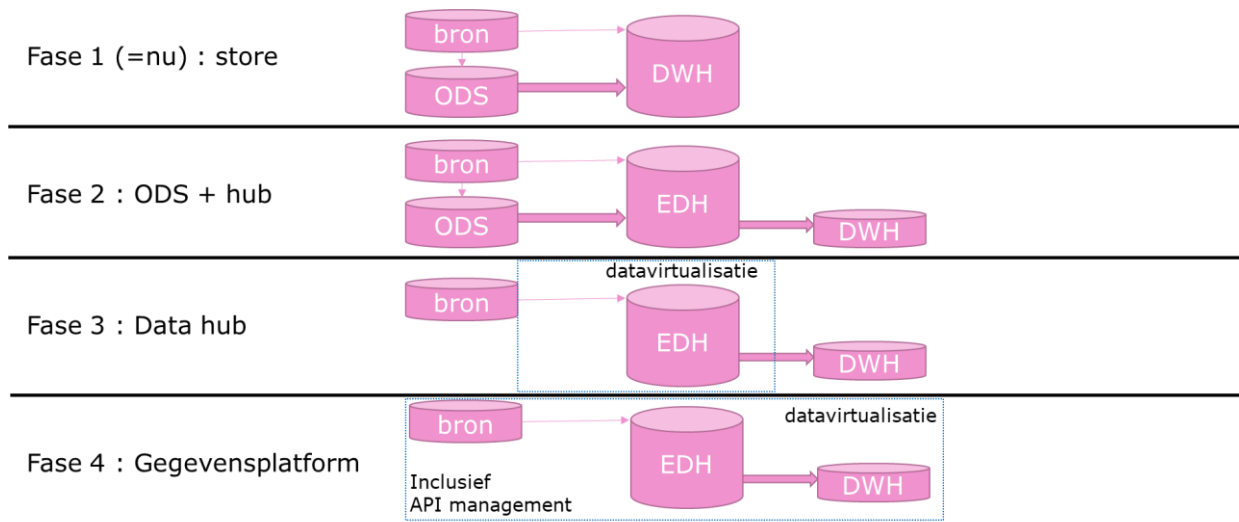 Fase 1 (=nu) : store
bron
ODS
DWH
Fase 2 : ODS + hub
bron
ODS
EDH
DWH
Fase 3 : Data hub
datavirtualisatie
bron
EDH
DWH
Fase 4 : Gegevensplatform
datavirtualisatie
bron
EDH
DWH
Inclusief
API management